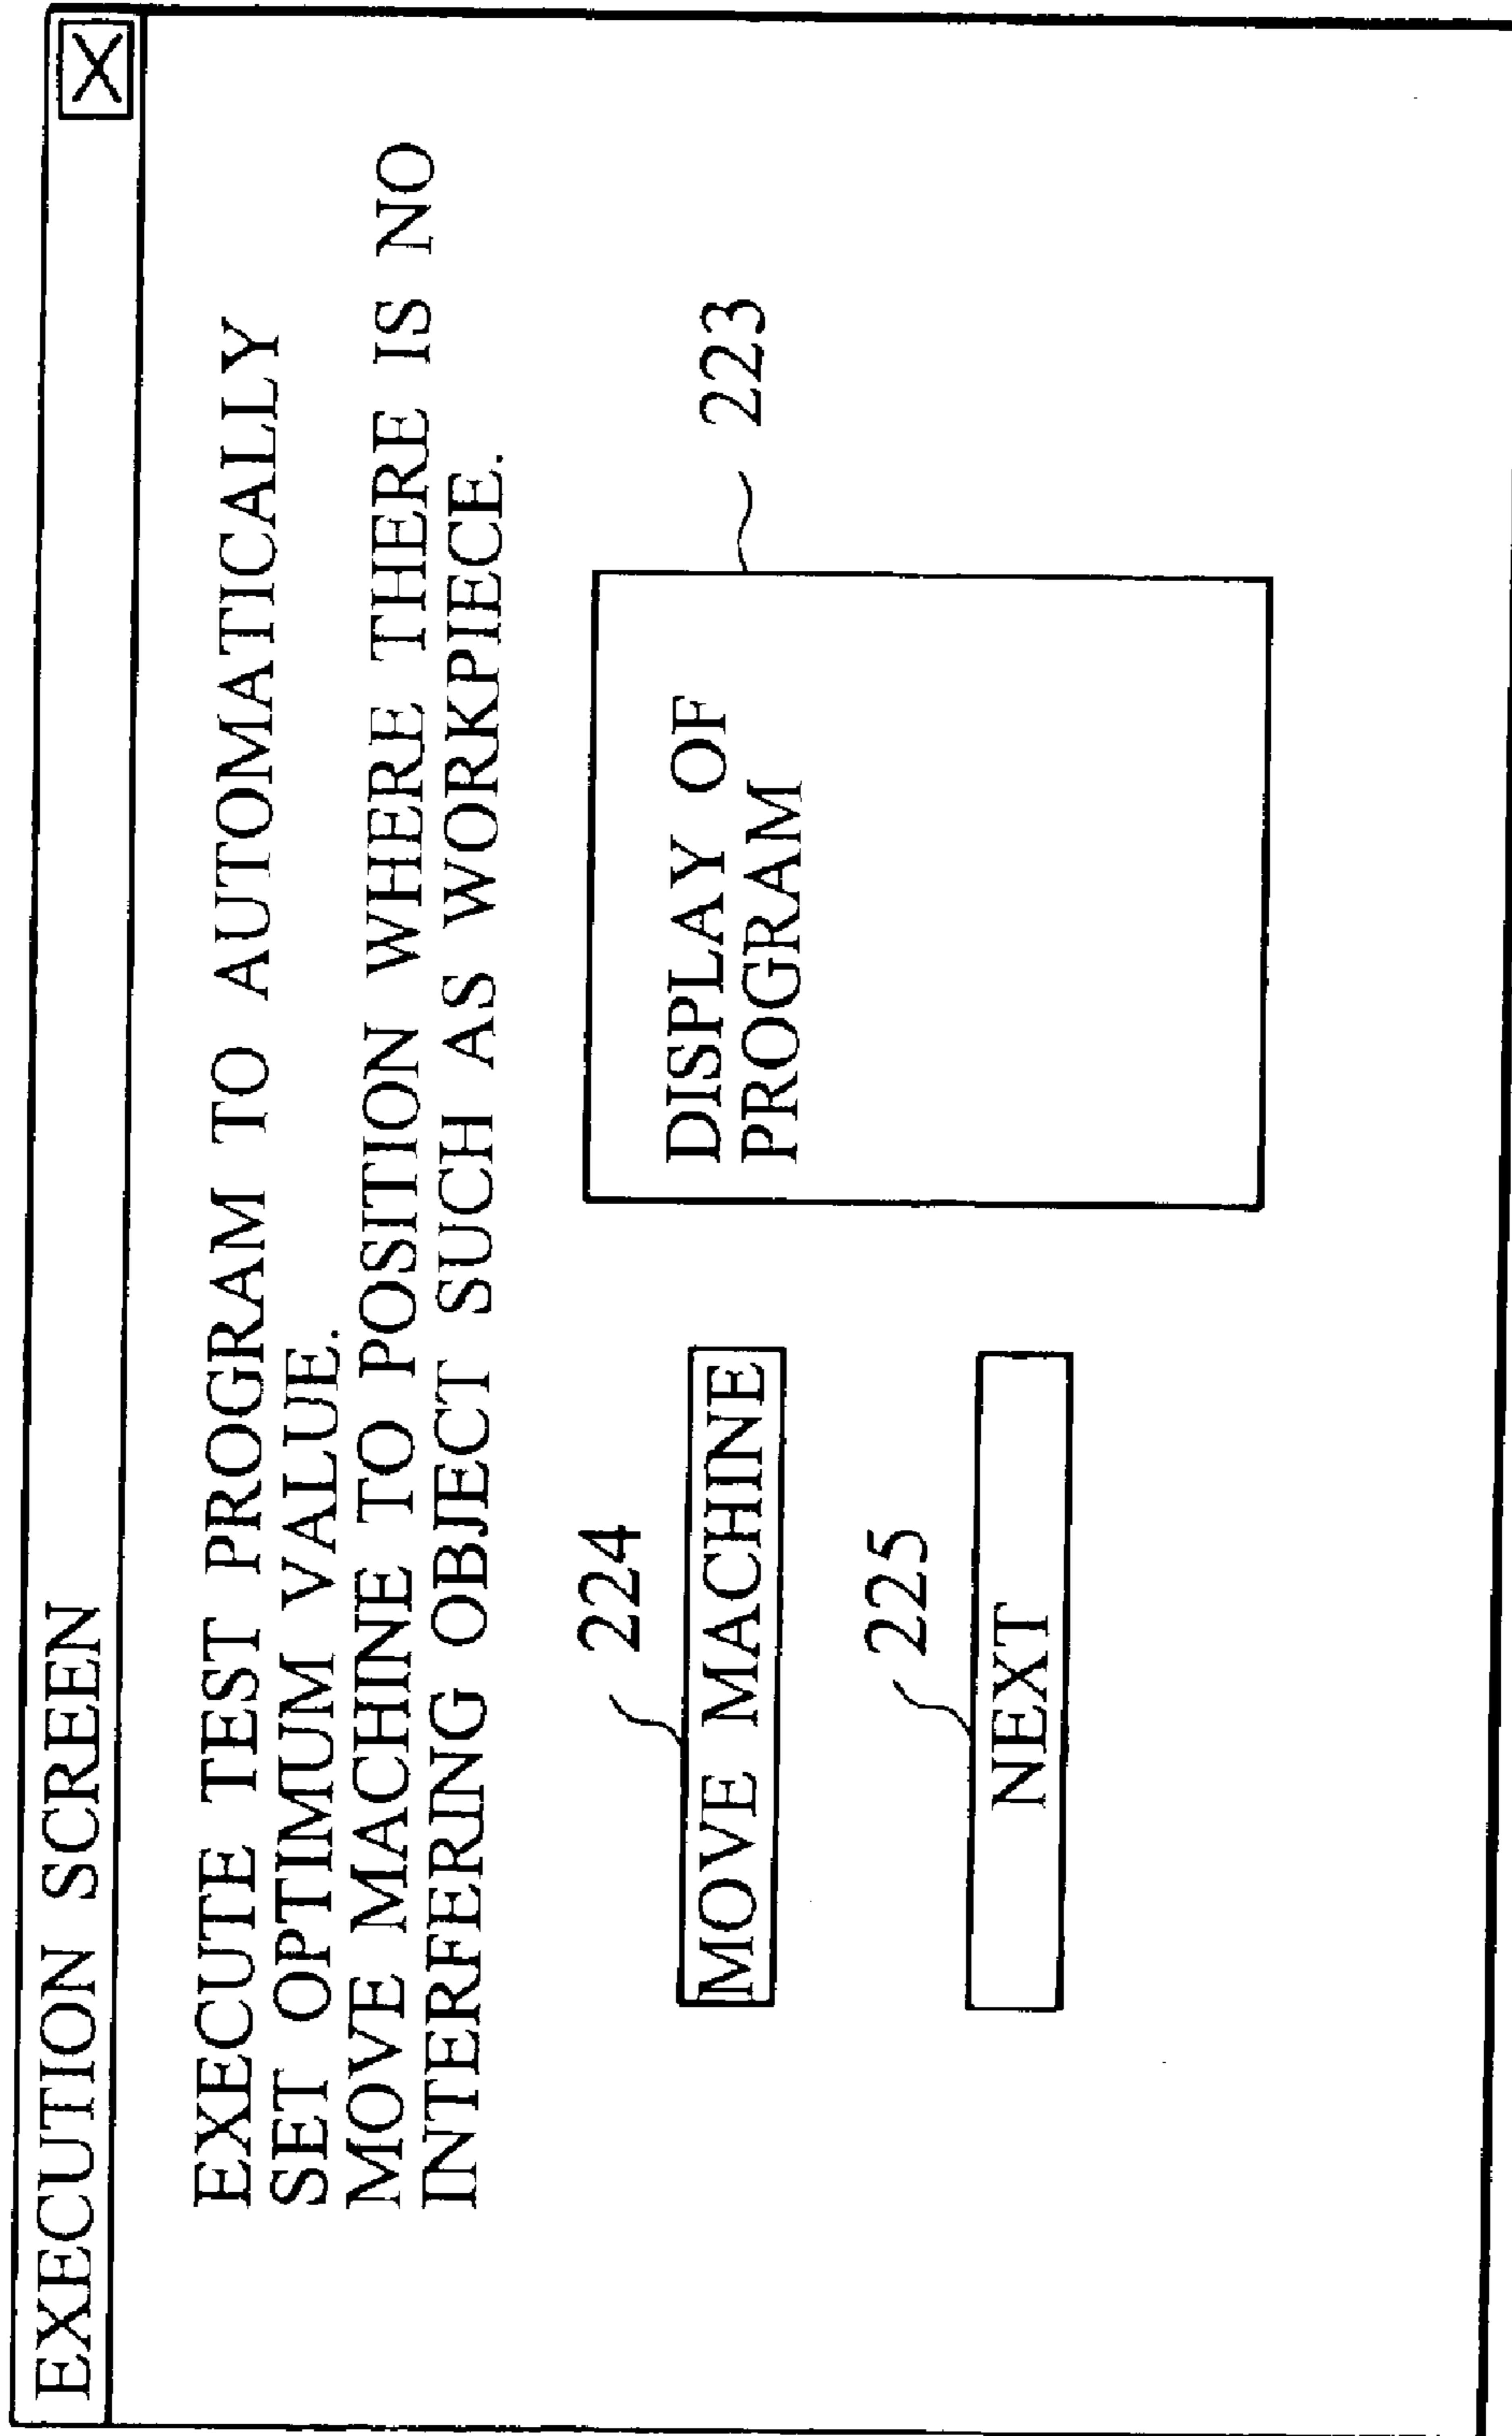 EXECUTION SCREEN
X
EXECUTE TEST PROGRAM TO AUTOMATICALLY
SET OPTIMUM VALUE.
MOVE MACHINE TO POSITION WHERE THERE IS NO
INTERFERING OBJECT SUCH AS WORKPIECE.
224
MOVE MACHINE
225
NEXT
223
DISPLAY OF
PROGRAM